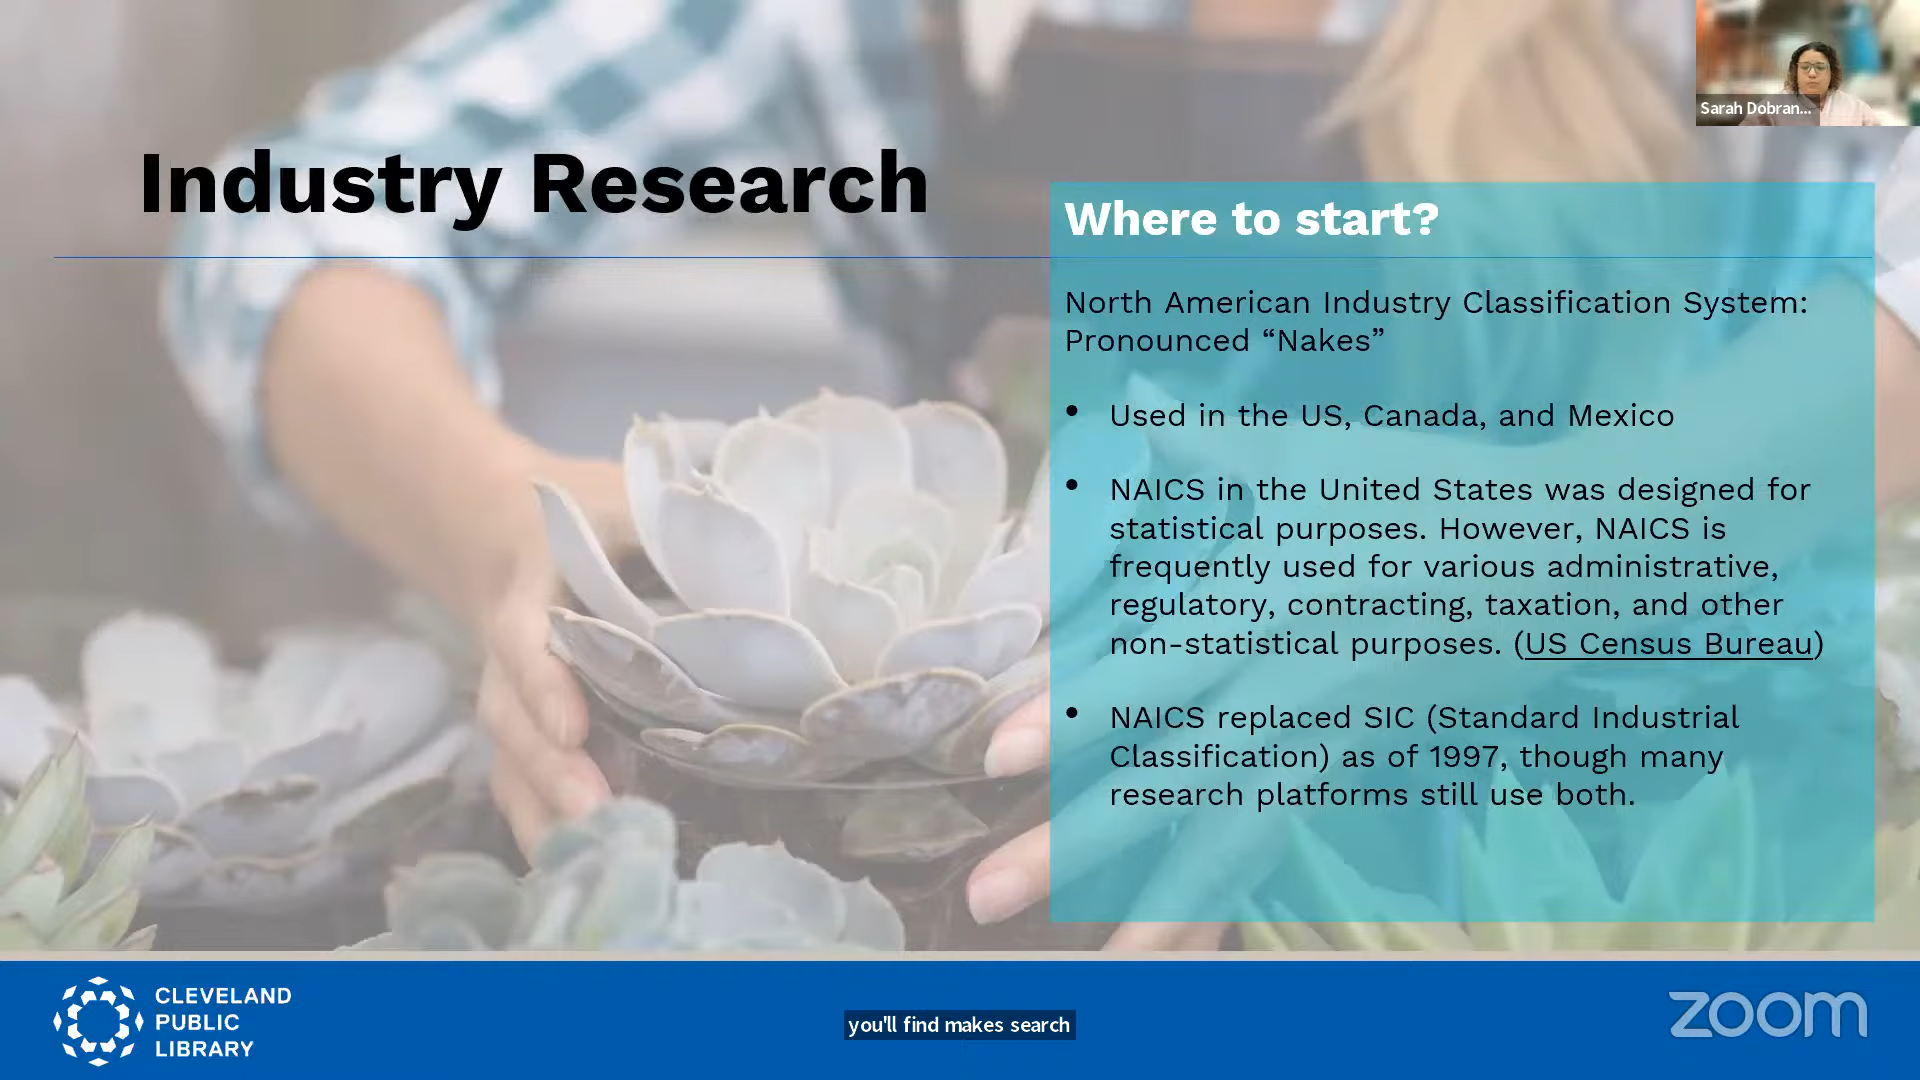 Sarah Dobran...
Industry Research
Where to start?
North American Industry Classification System:
Pronounced “Nakes”
• Used in the US, Canada, and Mexico
• NAICS in the United States was designed for
statistical purposes. However, NAICS is
frequently used for various administrative,
regulatory, contracting, taxation, and other
non-statistical purposes. (US Census Bureau)
• NAICS replaced SIC (Standard Industrial
Classification) as of 1997, though many
research platforms still use both.
CLEVELAND
PUBLIC
LIBRARY
you'll find makes search
zoom